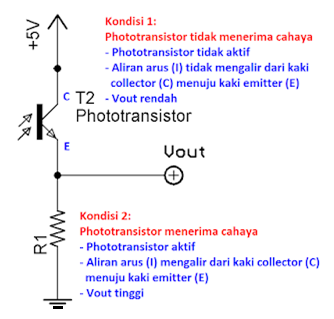 +5V
Kondisi 1:
Phototransistor tidak menerima cahaya
- Phototransistor tidak aktif
- Aliran arus (I) tidak mengalir dari kaki
collector (C) menuju kaki emitter (E)
- Vout rendah
C
T2
Phototransistor
E
Vout
R1
Kondisi 2:
Phototransistor menerima cahaya
- Phototransistor aktif
- Aliran arus (I) mengalir dari kaki collector (C)
menuju kaki emitter (E)
- Vout tinggi